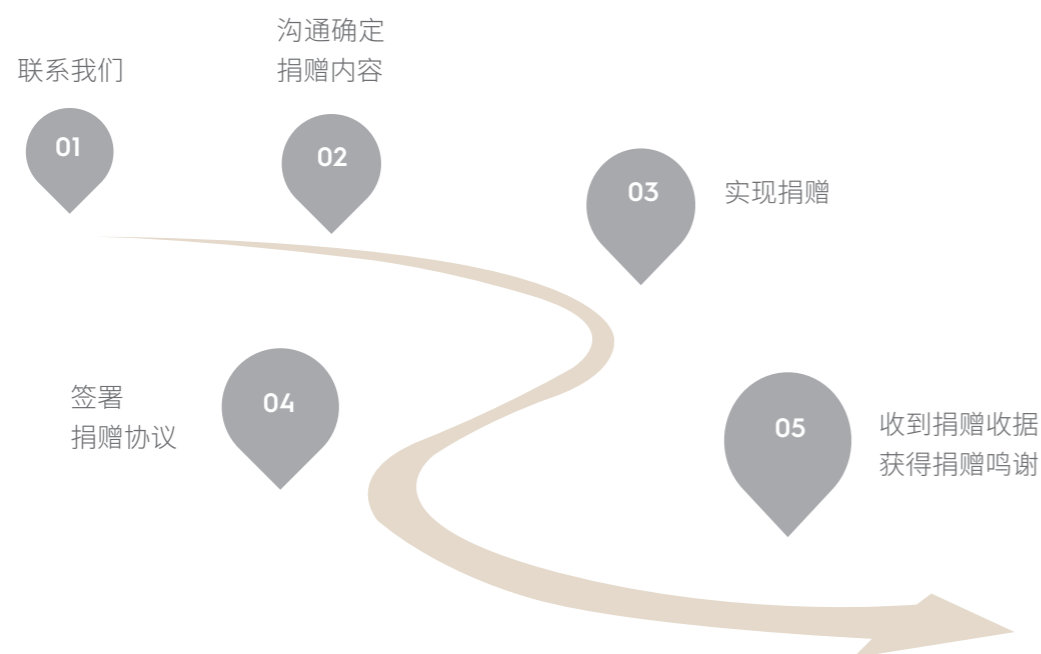 联系我们
01
沟通确定
捐赠内容
02
03
实现捐赠
签署
捐赠协议
04
05
收到捐赠收据
获得捐赠鸣谢